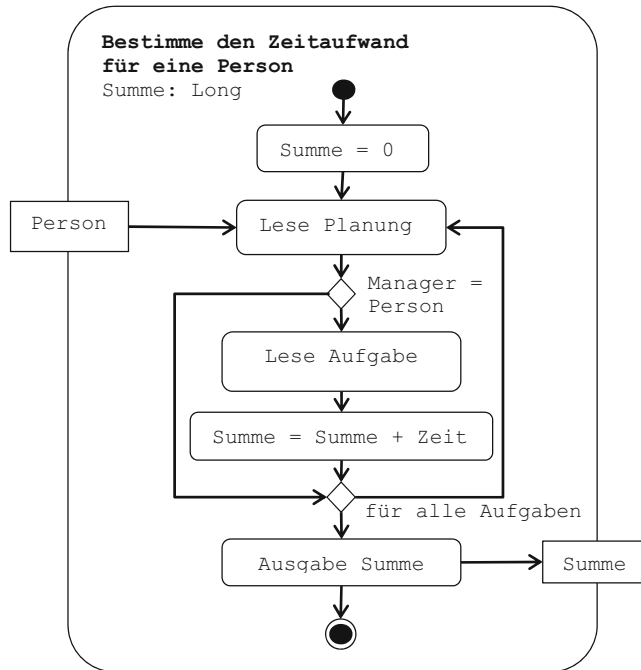 Bestimme den Zeitaufwand
für eine Person
Summe: Long
Summe = 0
Person
Lese Planung
Manager =
Person
Lese Aufgabe
Summe = Summe + Zeit
für alle Aufgaben
Ausgabe Summe
Summe